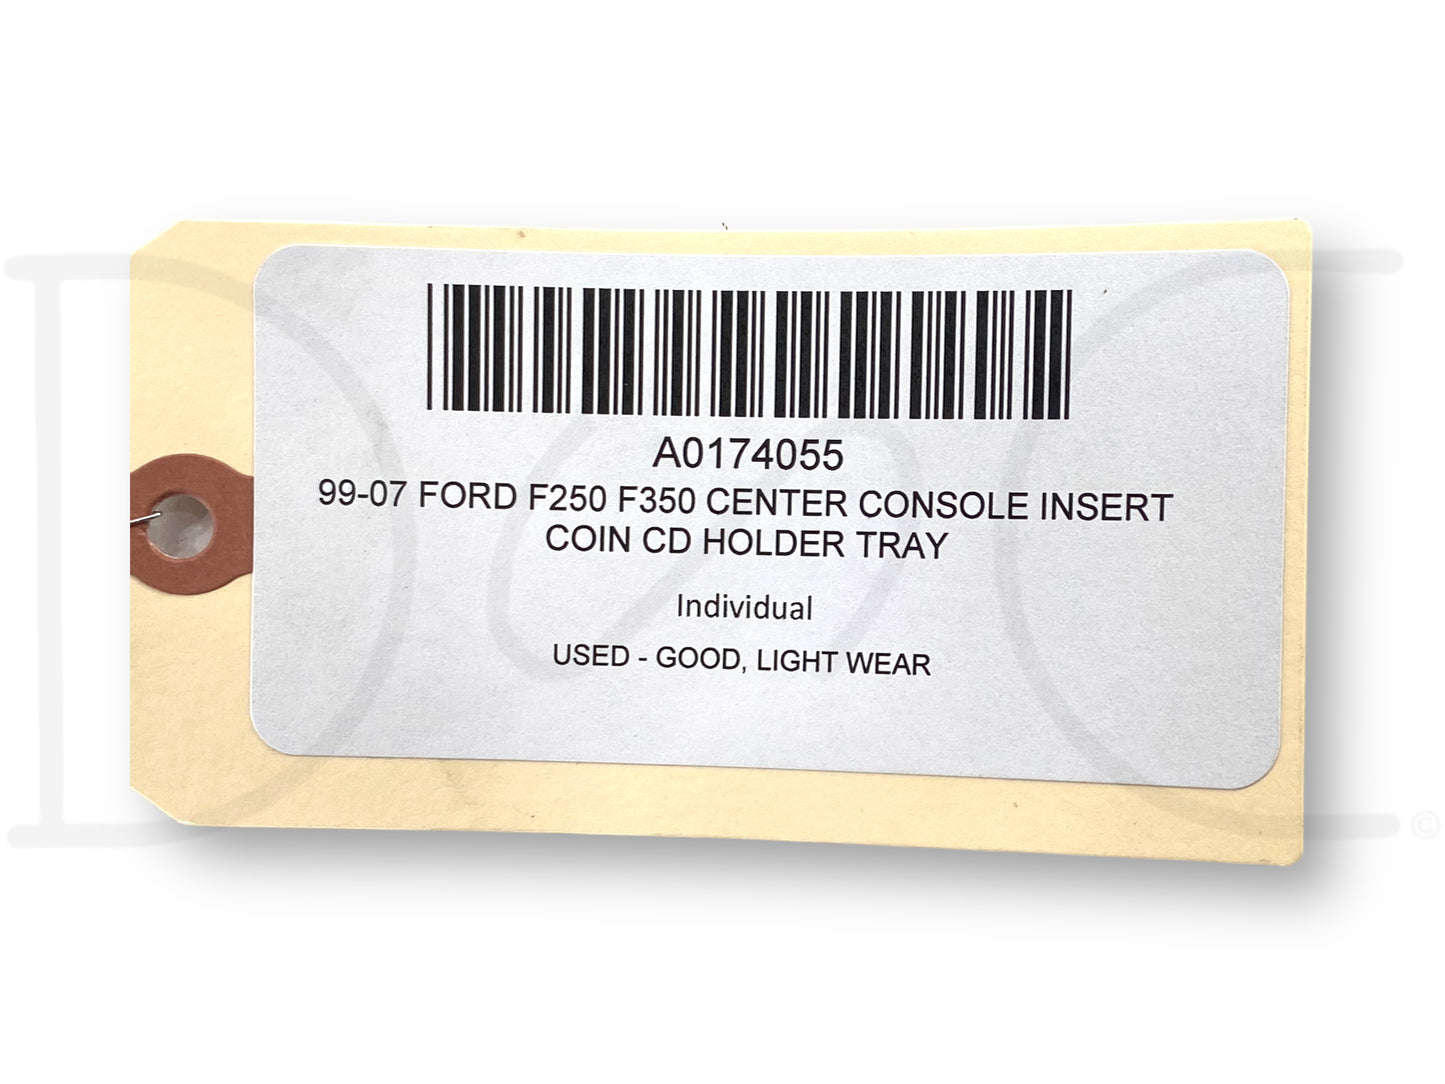 A0174055
99-07 FORD F250 F350 CENTER CONSOLE INSERT
COIN CD HOLDER TRAY
Individual
USED - GOOD, LIGHT WEAR
©